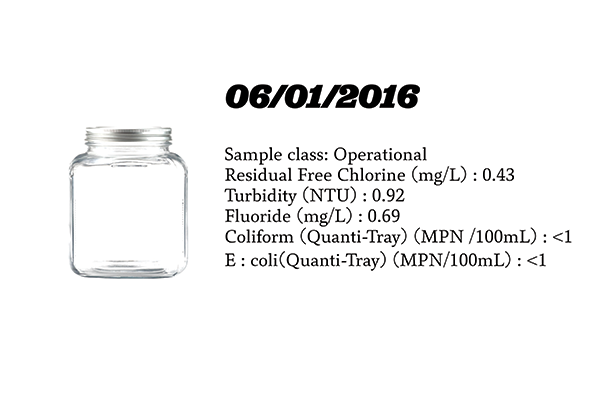 06/01/2016
Sample class: Operational
Residual Free Chlorine (mg/L) : 0.43
Turbidity (NTU) : 0.92
Fluoride (mg/L) : 0.69
Coliform (Quanti-Tray) (MPN /100mL) : <1
E : coli(Quanti-Tray) (MPN/100mL) : <1